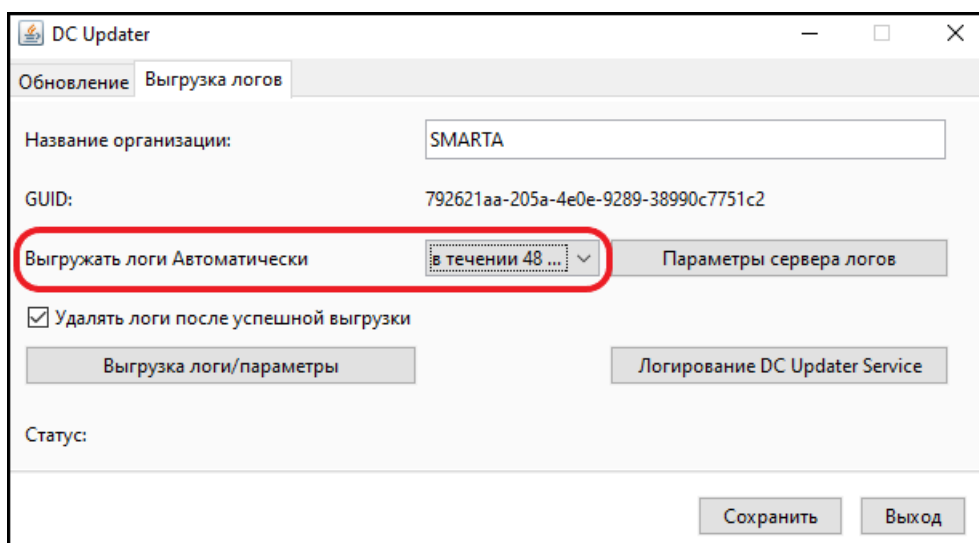 DC Updater
Обновление Выгрузка логов
Название организации: SMARTA
GUID: 792621aa-205a-4e0e-9289-38990c7751c2
Выгружать логи Автоматически в течении 48 ... Параметры сервера логов
Удалять логи после успешной выгрузки
Выгрузка логи/параметры Логирование DC Updater Service
Статус:
Сохранить Выход